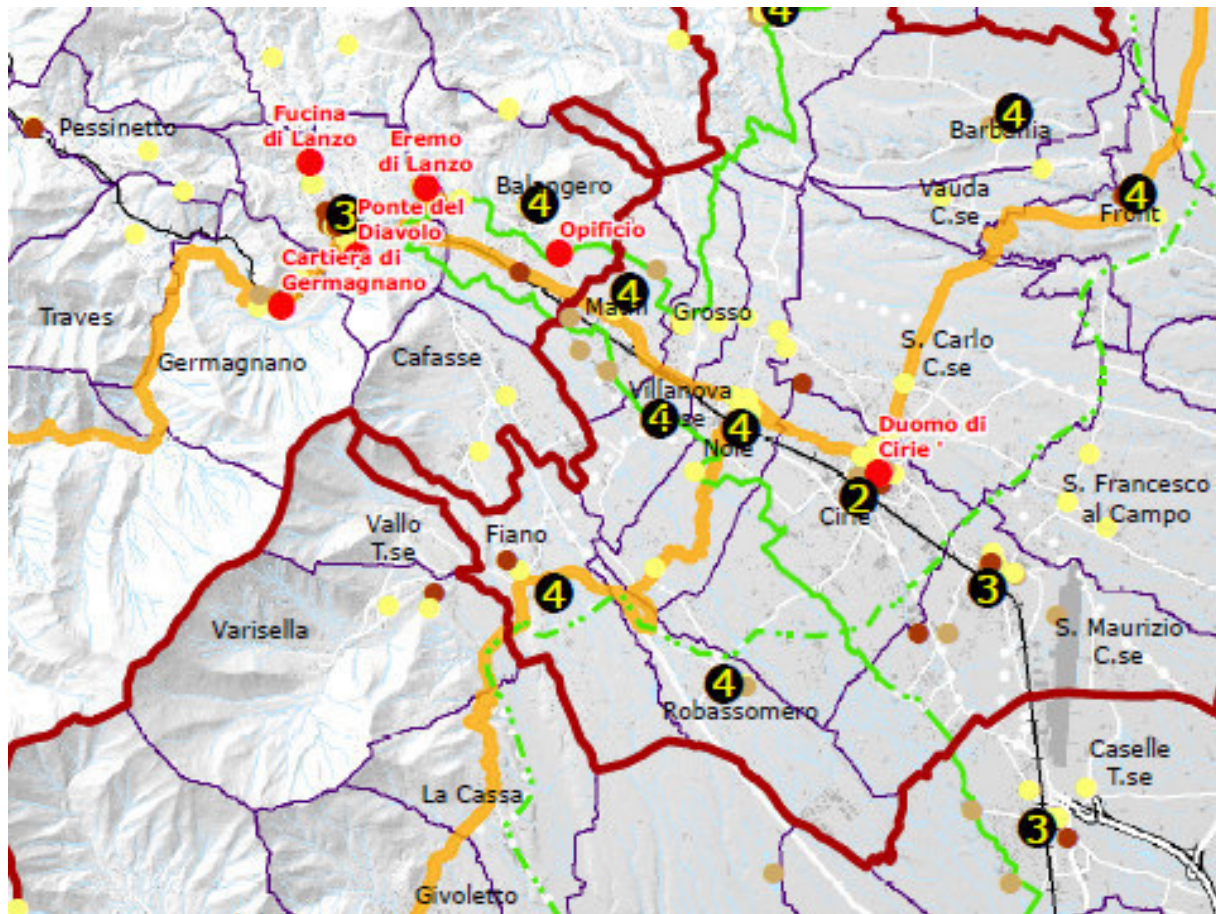 4
Fucina
di Lanzo
Pessinetto
Eremo
di Lanzo
4
Barbania
Balangero
4
3
Ponte del
Diavolo
Vauda
C.se
4
Front
Opificio
Cartiera di
Germagnano
4
Grosso
Traves
Germagnano
Cafasse
S. Carlo
C.se
Villanova
4
4
Nole
Duomo di
Cirie '
2
Cirie
S. Francesco
al Campo
Vallo
T.se
Fiano
4
3
Varisella
S. Maurizio
C.se
4
Robassomero
Caselle
T.se
La Cassa
3
Givoletto